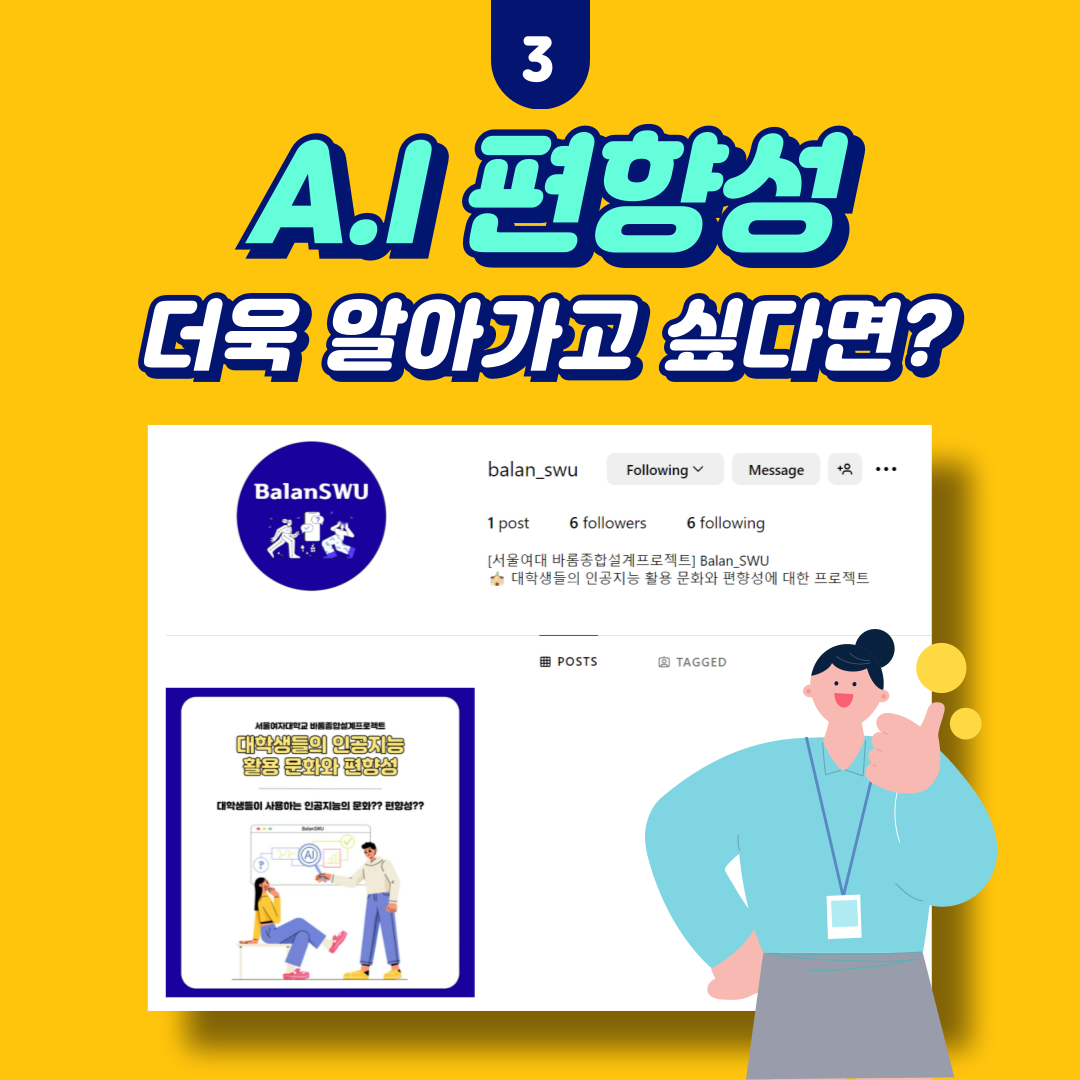 3
A.I 편향성
더욱 알아가고 싶다면?
BalanSWU
balan_swu
Following
Message
1 post
6 followers
6 following
[서울여대 바롬종합설계프로젝트] Balan_SWU
대학생들의 인공지능 활용 문화와 편향성에 대한 프로젝트
POSTS
TAGGED
서울여자대학교 바롬종합설계프로젝트
대학생들의 인공지능
활용 문화와 편향성
대학생들이 사용하는 인공지능의 문화?? 편향성??
BalanSWU
AI
?